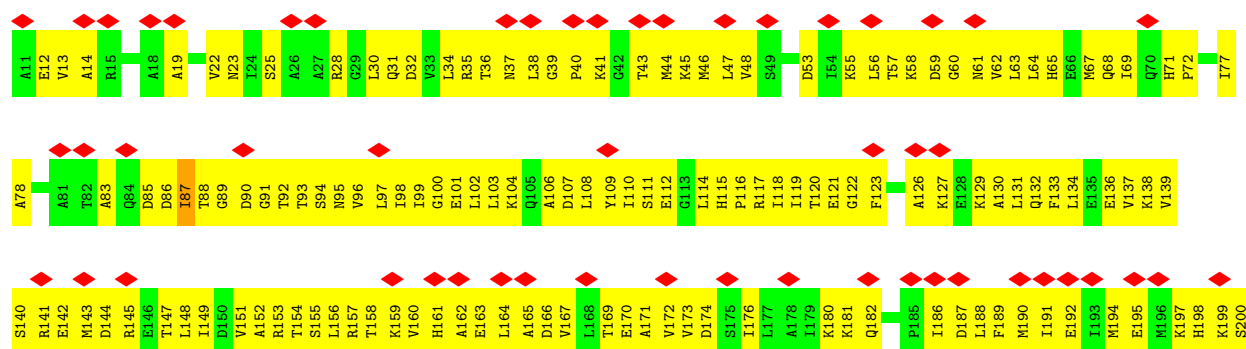 A11 E12 V13 A14 R15 A18 A19 V22 N23 I24 S25 A26 A27 R28 G29 L30 Q31 D32 V33 L34 R35 T36 N37 L38 G39 P40 K41 G42 T43 M44 K45 M46 L47 V48 S49 D53 I54 K55 L56 T57 K58 D59 G60 N61 V62 L63 L64 H65 E66 M67 Q68 I69 Q70 H71 P72 I77
A78 A81 T82 A83 Q84 D85 D86 I87 T88 G89 D90 G91 T92 T93 S94 N95 V96 L97 I98 I99 G100 E101 L102 L103 K104 Q105 A106 D107 L108 Y109 I110 S111 E112 G113 L114 H115 P116 R117 I118 I119 T120 E121 G122 F123 A126 K127 E128 K129 A130 L131 Q132 F133 L134 E135 E136 V137 K138 V139
S140 R141 E142 M143 D144 R145 E146 T147 L148 I149 D150 V151 A152 R153 T154 S155 L156 R157 T158 K159 V160 H161 A162 E163 L164 A165 D166 V167 L168 T169 E170 A171 V172 V173 D174 S175 I176 L177 A178 I179 K180 K181 Q182 P185 I186 D187 L188 F189 M190 I191 E192 I193 M194 E195 M196 K197 H198 K199 S200